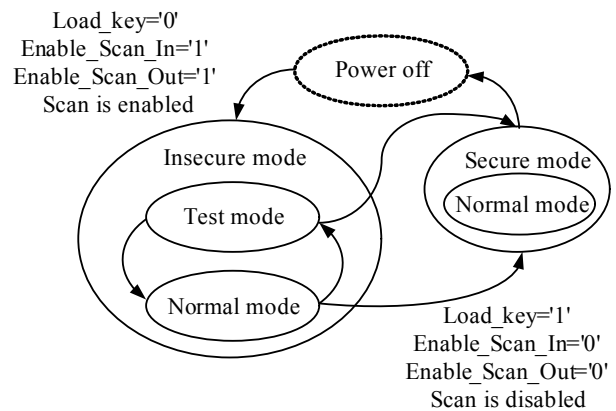 Load_key='0'
Enable_Scan_In='1'
Enable_Scan_Out='1'
Scan is enabled
Power off
Insecure mode
Test mode
Normal mode
Secure mode
Normal mode
Load_key='1'
Enable_Scan_In='0'
Enable_Scan_Out='0'
Scan is disabled